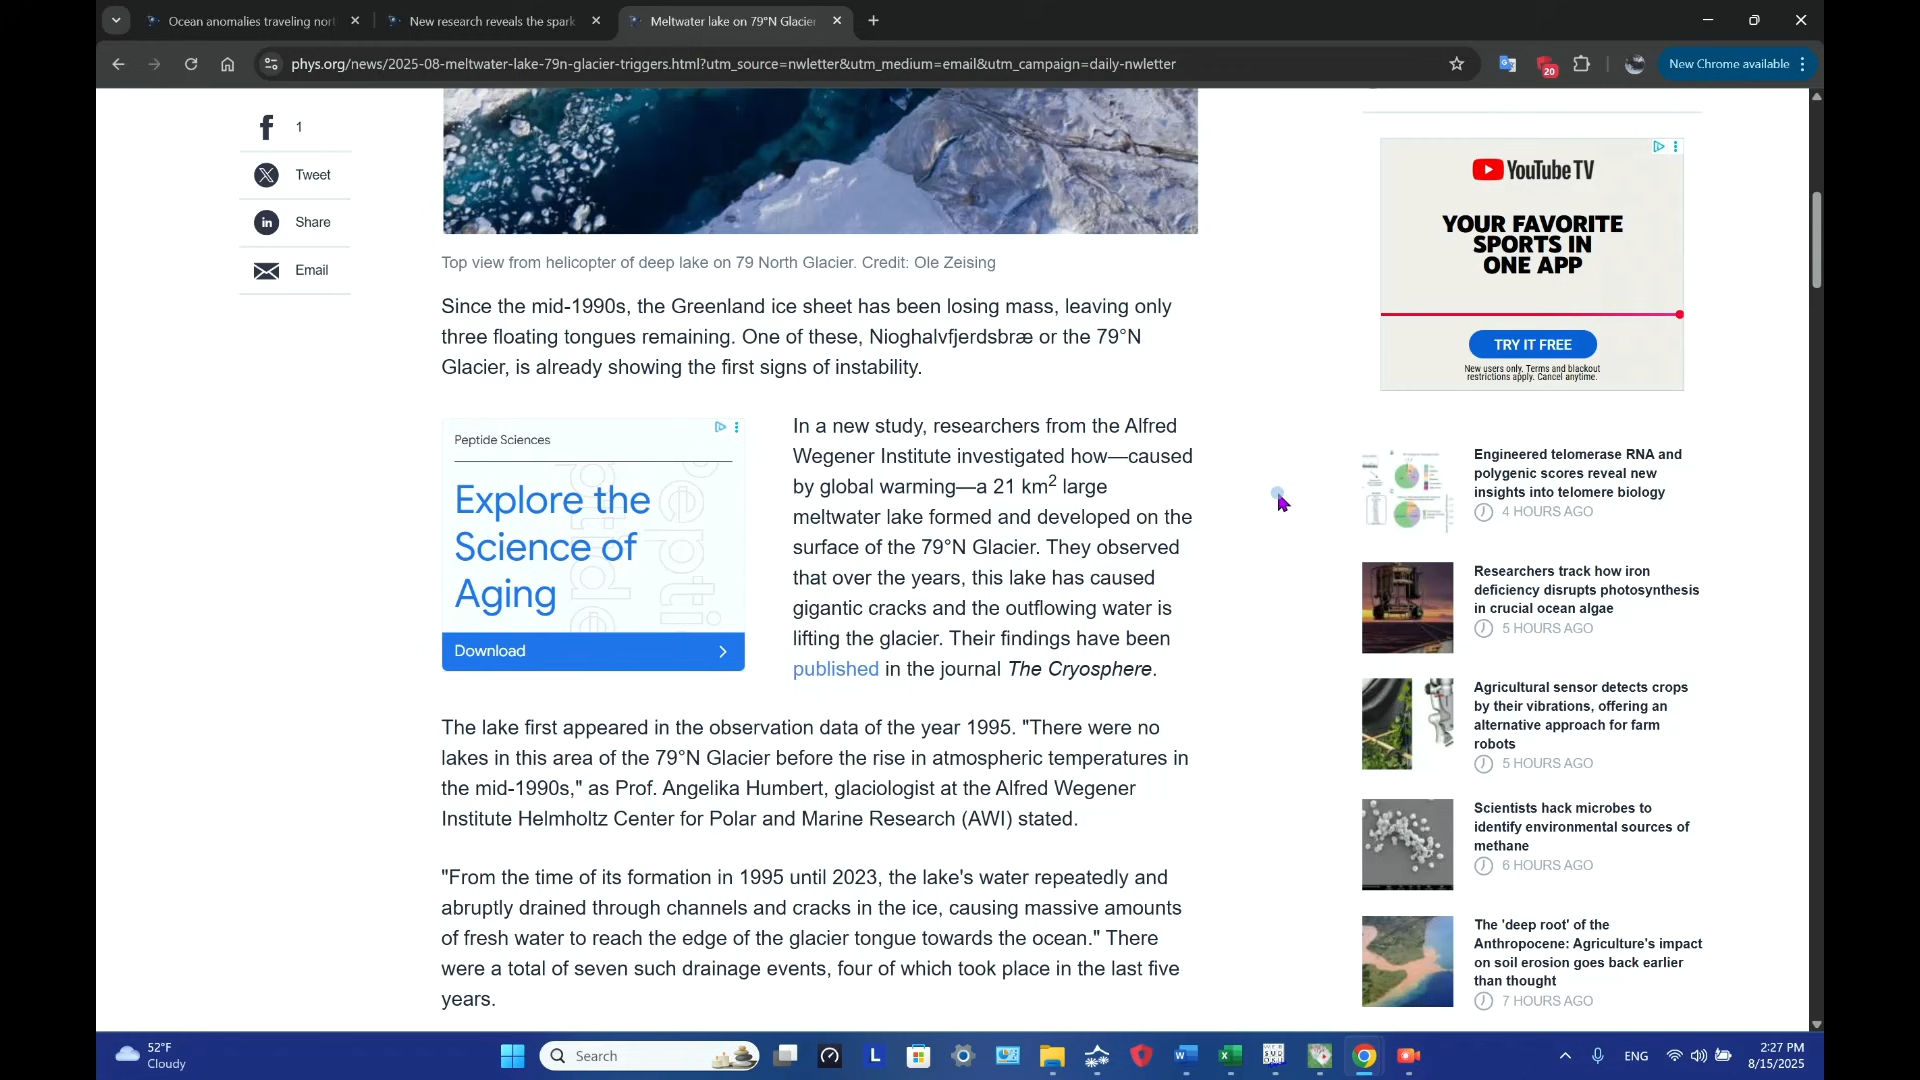 Ocean anomalies traveling nort
New research reveals the spark
Meltwater lake on 79°N Glacier
phys.org/news/2025-08-meltwater-lake-79n-glacier-triggers.html?utm_source=nwletter&utm_medium=email&utm_campaign=daily-nwletter
20
New Chrome available
1
Tweet
Share
Email
Top view from helicopter of deep lake on 79 North Glacier. Credit: Ole Zeising
Since the mid-1990s, the Greenland ice sheet has been losing mass, leaving only
three floating tongues remaining. One of these, Nioghalvfjerdsbræ or the 79°N
Glacier, is already showing the first signs of instability.
Peptide Sciences
Explore the
Science of
Aging
Download
In a new study, researchers from the Alfred
Wegener Institute investigated how—caused
by global warming—a 21 km² large
meltwater lake formed and developed on the
surface of the 79°N Glacier. They observed
that over the years, this lake has caused
gigantic cracks and the outflowing water is
lifting the glacier. Their findings have been
published in the journal The Cryosphere.
The lake first appeared in the observation data of the year 1995. "There were no
lakes in this area of the 79°N Glacier before the rise in atmospheric temperatures in
the mid-1990s," as Prof. Angelika Humbert, glaciologist at the Alfred Wegener
Institute Helmholtz Center for Polar and Marine Research (AWI) stated.
"From the time of its formation in 1995 until 2023, the lake's water repeatedly and
abruptly drained through channels and cracks in the ice, causing massive amounts
of fresh water to reach the edge of the glacier tongue towards the ocean." There
were a total of seven such drainage events, four of which took place in the last five
years.
YouTube TV
YOUR FAVORITE
SPORTS IN
ONE APP
TRY IT FREE
New users only. Terms and blackout
restrictions apply. Cancel anytime.
Engineered telomerase RNA and
polygenic scores reveal new
insights into telomere biology
4 HOURS AGO
Researchers track how iron
deficiency disrupts photosynthesis
in crucial ocean algae
5 HOURS AGO
Agricultural sensor detects crops
by their vibrations, offering an
alternative approach for farm
robots
5 HOURS AGO
Scientists hack microbes to
identify environmental sources of
methane
6 HOURS AGO
The 'deep root' of the
Anthropocene: Agriculture's impact
on soil erosion goes back earlier
than thought
7 HOURS AGO
52°F
Cloudy
Search
ENG
2:27 PM
8/15/2025